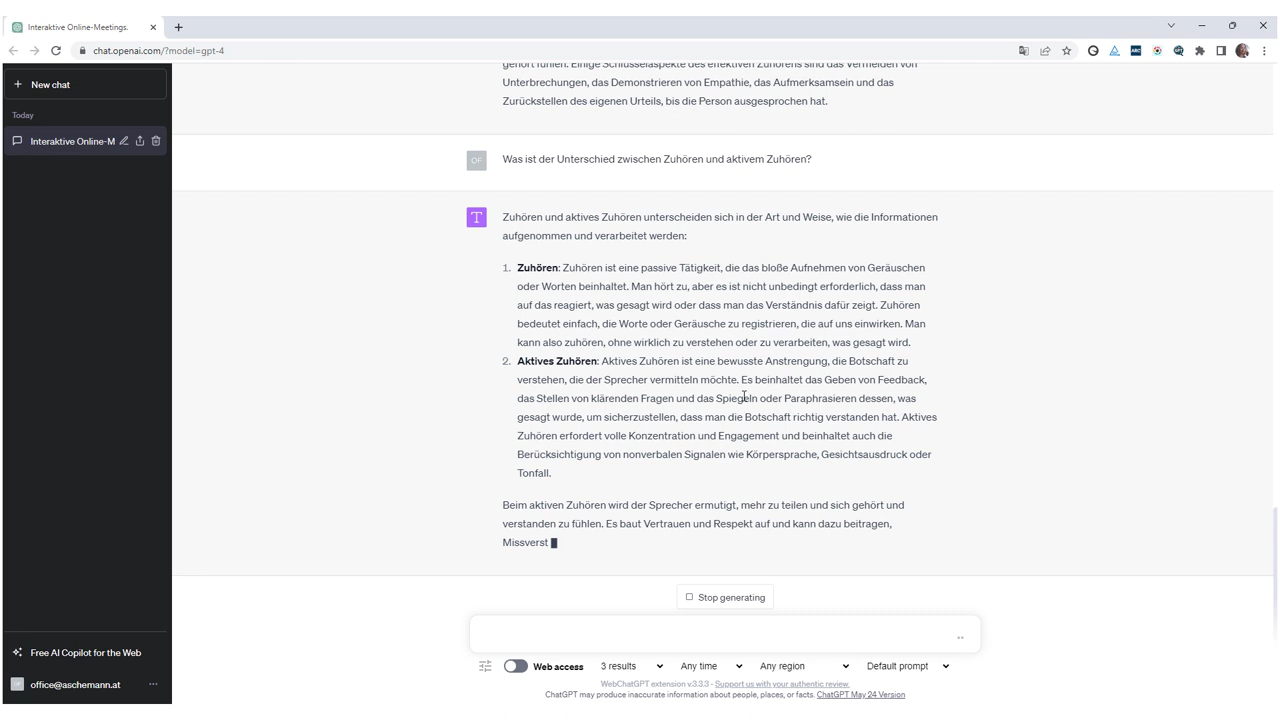 Interaktive Online-Meetings.
chat.openai.com/?model=gpt-4
ABC
New chat
Today
Interaktive Online-M
gehört fühlen. Einige Schlüsselaspekte des effektiven Zuhörens sind das Vermeiden von
Unterbrechungen, das Demonstrieren von Empathie, das Aufmerksamsein und das
Zurückstellen des eigenen Urteils, bis die Person ausgesprochen hat.
OF
Was ist der Unterschied zwischen Zuhören und aktivem Zuhören?
T
Zuhören und aktives Zuhören unterscheiden sich in der Art und Weise, wie die Informationen
aufgenommen und verarbeitet werden:
1. Zuhören: Zuhören ist eine passive Tätigkeit, die das bloße Aufnehmen von Geräuschen
oder Worten beinhaltet. Man hört zu, aber es ist nicht unbedingt erforderlich, dass man
auf das reagiert, was gesagt wird oder dass man das Verständnis dafür zeigt. Zuhören
bedeutet einfach, die Worte oder Geräusche zu registrieren, die auf uns einwirken. Man
kann also zuhören, ohne wirklich zu verstehen oder zu verarbeiten, was gesagt wird.
2. Aktives Zuhören: Aktives Zuhören ist eine bewusste Anstrengung, die Botschaft zu
verstehen, die der Sprecher vermitteln möchte. Es beinhaltet das Geben von Feedback,
das Stellen von klärenden Fragen und das Spiegeln oder Paraphrasieren dessen, was
gesagt wurde, um sicherzustellen, dass man die Botschaft richtig verstanden hat. Aktives
Zuhören erfordert volle Konzentration und Engagement und beinhaltet auch die
Berücksichtigung von nonverbalen Signalen wie Körpersprache, Gesichtsausdruck oder
Tonfall.
Beim aktiven Zuhören wird der Sprecher ermutigt, mehr zu teilen und sich gehört und
verstanden zu fühlen. Es baut Vertrauen und Respekt auf und kann dazu beitragen,
Missverst
Stop generating
Web access 3 results Any time Any region Default prompt
WebChatGPT extension v.3.3.3 - Support us with your authentic review.
ChatGPT may produce inaccurate information about people, places, or facts. ChatGPT May 24 Version
Free AI Copilot for the Web
office@aschemann.at